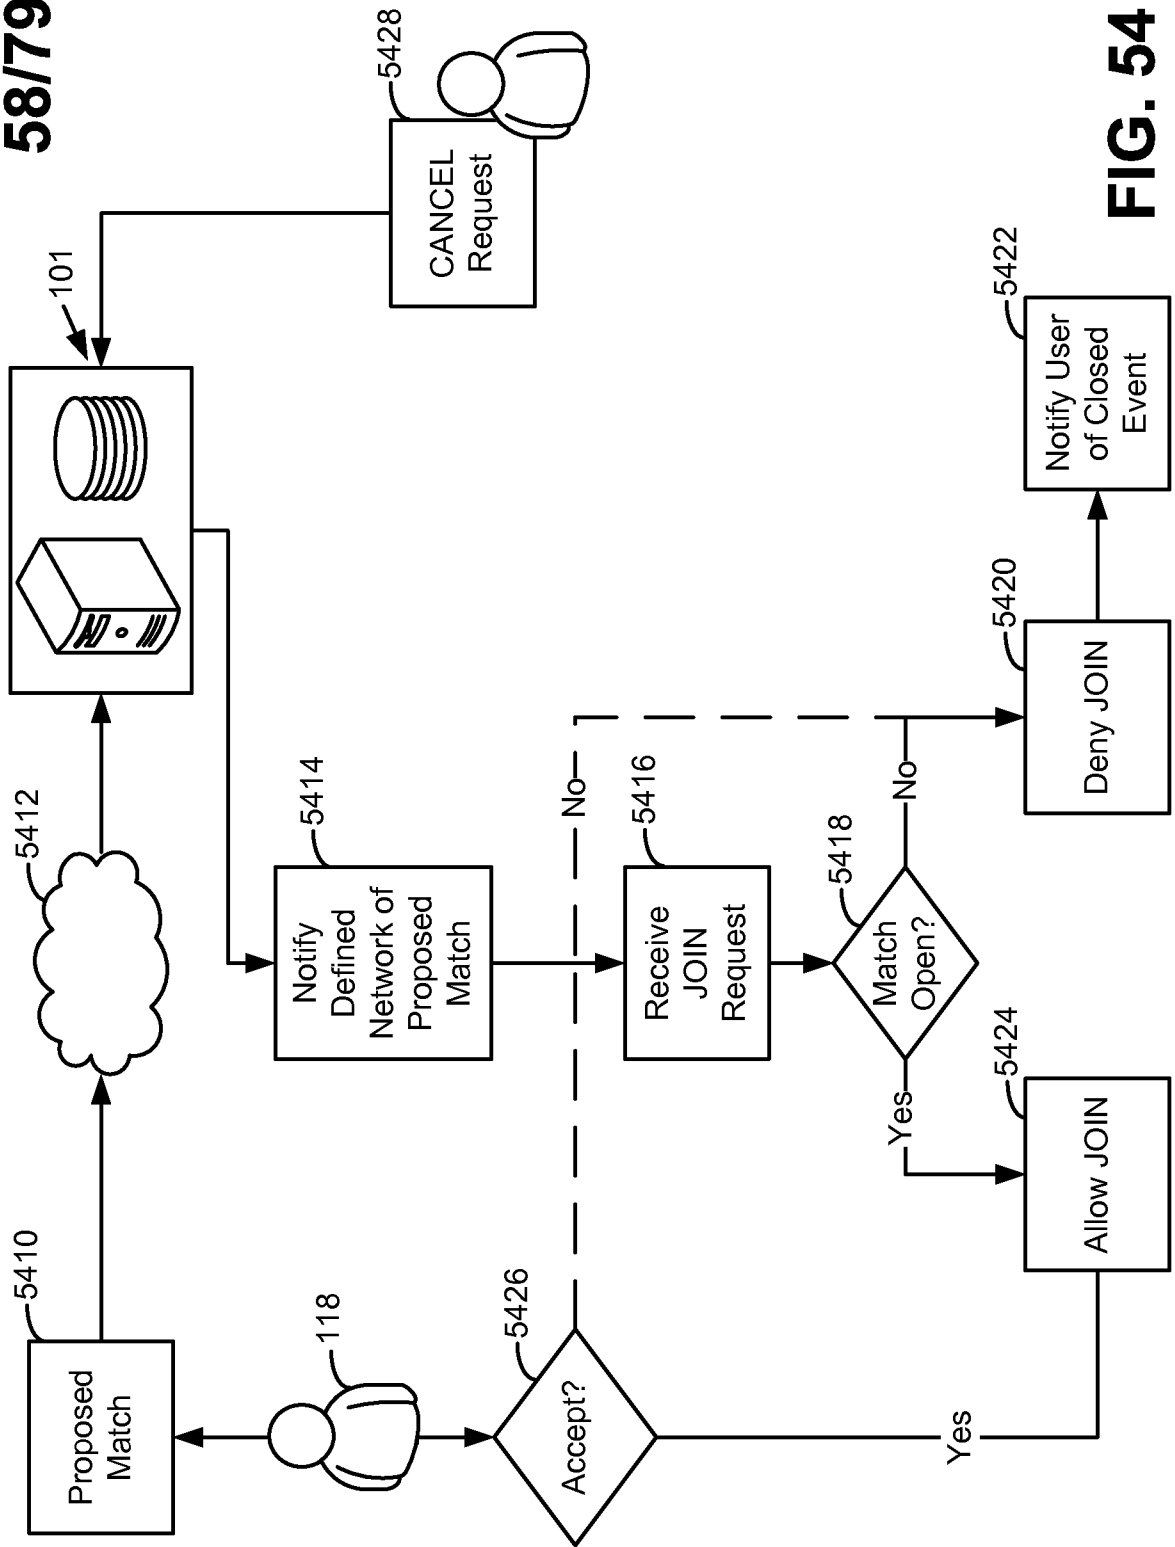 58/79
5410
Proposed
Match
5412
101
5428
CANCEL
Request
118
5414
Notify
Defined
Network of
Proposed
Match
5426
Accept?
No
5416
Receive
JOIN
Request
5418
Match
Open?
Yes
No
5424
Allow JOIN
Yes
5420
Deny JOIN
5422
Notify User
of Closed
Event
FIG. 54